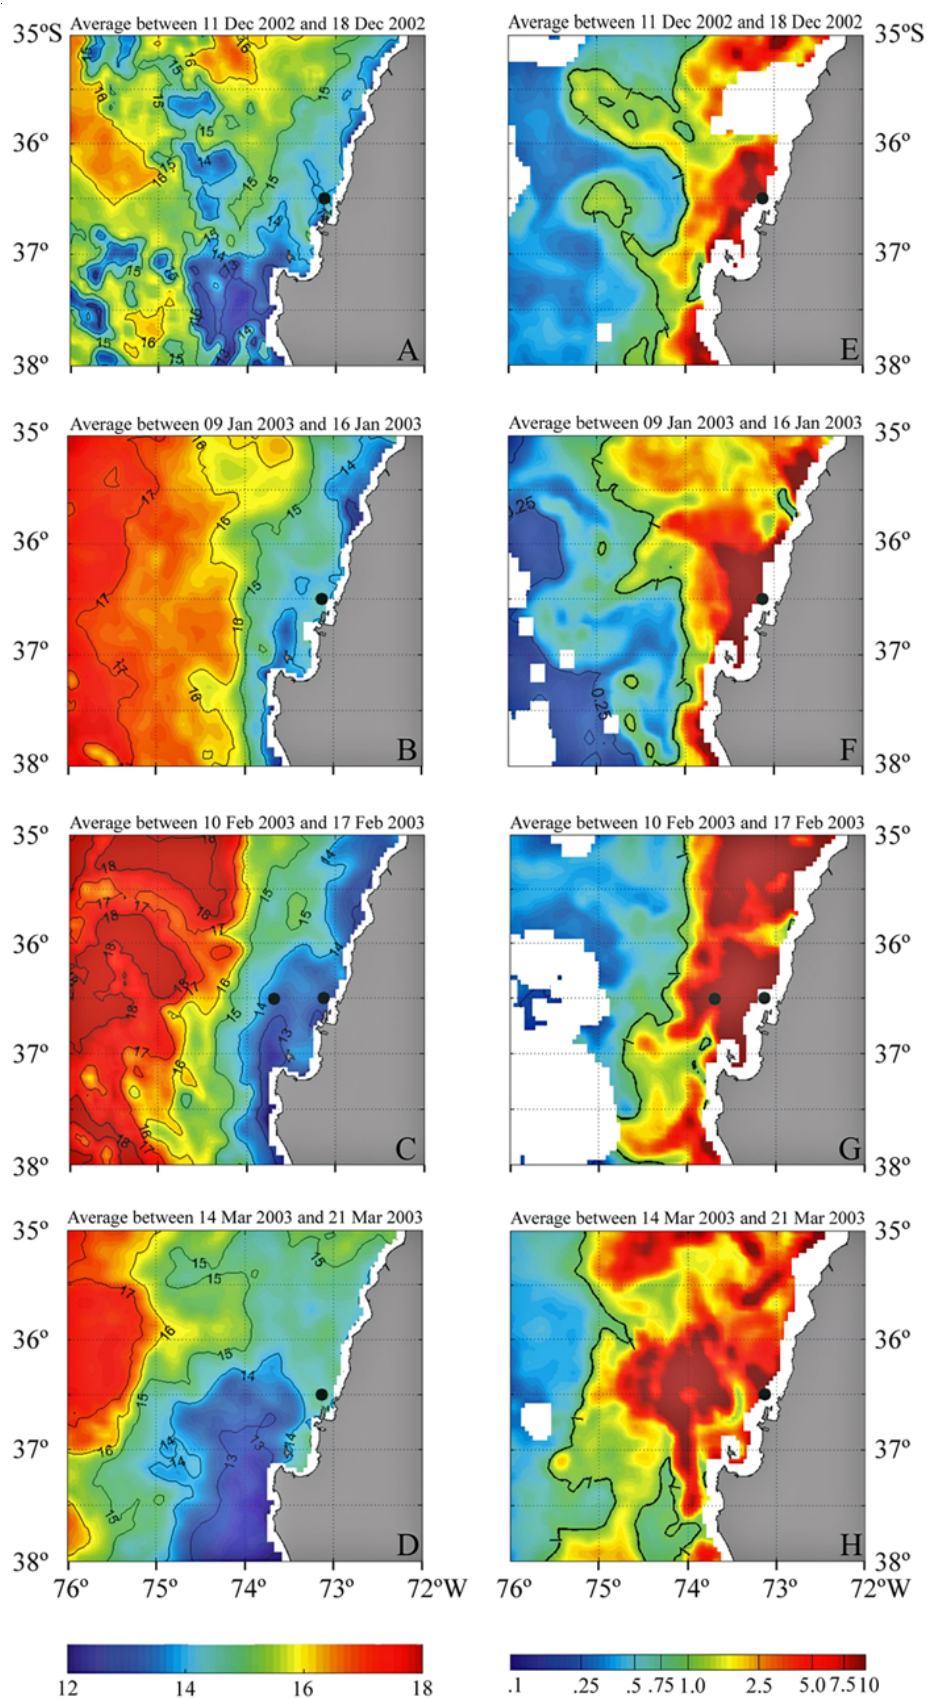 Average between 11 Dec 2002 and 18 Dec 2002
Average between 11 Dec 2002 and 18 Dec 2002
35ºS
35ºS
36º
36º
37º
37º
38º
38º
A
E
Average between 09 Jan 2003 and 16 Jan 2003
Average between 09 Jan 2003 and 16 Jan 2003
35º
35º
36º
36º
37º
37º
38º
38º
B
F
Average between 10 Feb 2003 and 17 Feb 2003
Average between 10 Feb 2003 and 17 Feb 2003
35º
35º
36º
36º
37º
37º
38º
38º
C
G
Average between 14 Mar 2003 and 21 Mar 2003
Average between 14 Mar 2003 and 21 Mar 2003
35º
35º
36º
36º
37º
37º
38º
38º
D
H
76º 75º 74º 73º 72ºW
76º 75º 74º 73º 72ºW
12 14 16 18
.1 .25 .5 .75 1.0 2.5 5.0 7.5 10